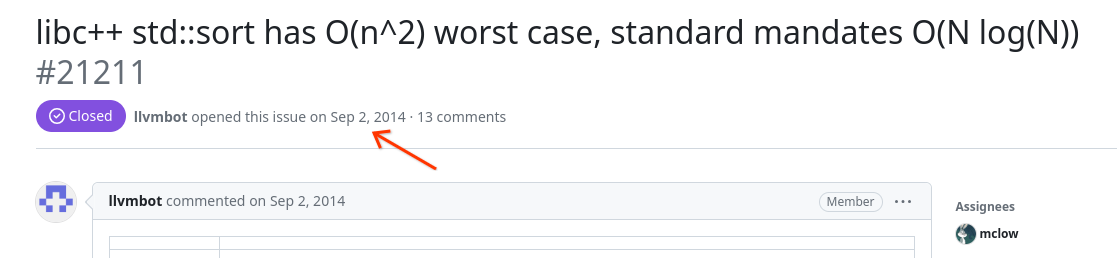 libc++ std::sort has O(n^2) worst case, standard mandates O(N log(N))
#21211
Closed llvmbot opened this issue on Sep 2, 2014 · 13 comments
llvmbot commented on Sep 2, 2014 Member ···
Assignees
mclow